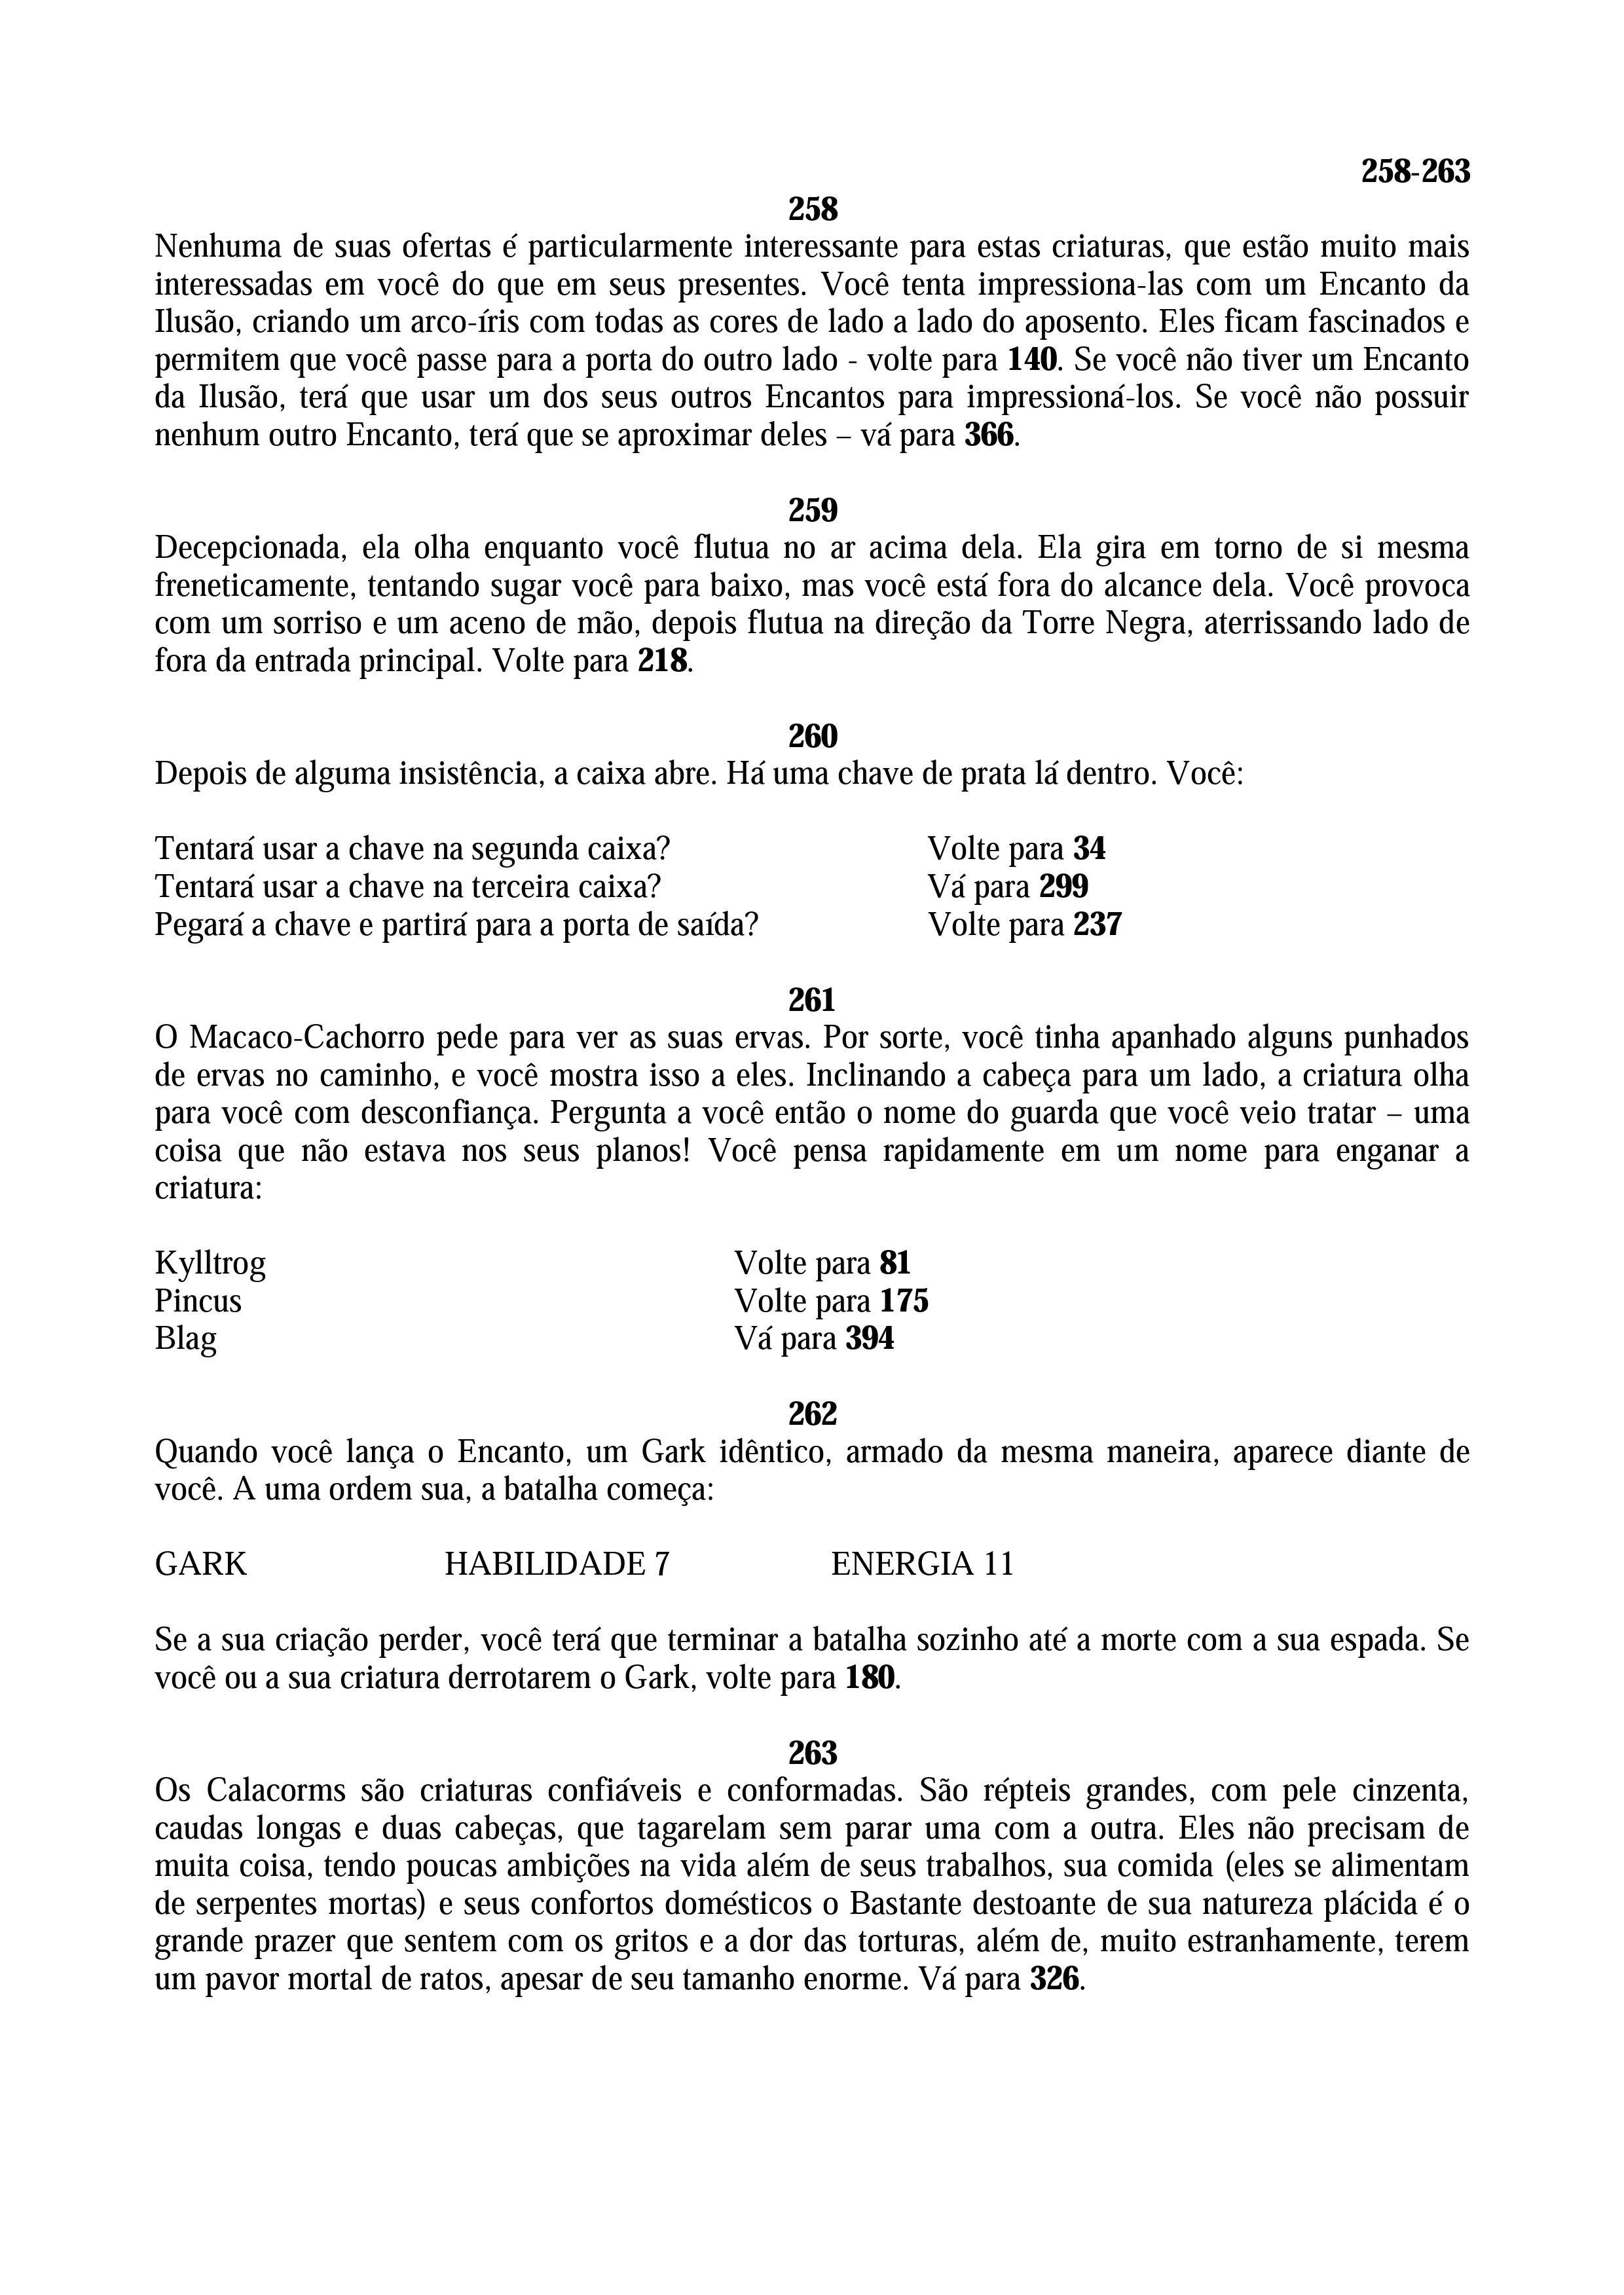 258-263
258
Nenhuma de suas ofertas é particularmente interessante para estas criaturas, que estão muito mais
interessadas em você do que em seus presentes. Você tenta impressiona-las com um Encanto da
Ilusão, criando um arco-íris com todas as cores de lado a lado do aposento. Eles ficam fascinados e
permitem que você passe para a porta do outro lado - volte para 140. Se você não tiver um Encanto
da Ilusão, terá que usar um dos seus outros Encantos para impressioná-los. Se você não possuir
nenhum outro Encanto, terá que se aproximar deles – vá para 366.
259
Decepcionada, ela olha enquanto você flutua no ar acima dela. Ela gira em torno de si mesma
freneticamente, tentando sugar você para baixo, mas você está fora do alcance dela. Você provoca
com um sorriso e um aceno de mão, depois flutua na direção da Torre Negra, aterrissando lado de
fora da entrada principal. Volte para 218.
260
Depois de alguma insistência, a caixa abre. Há uma chave de prata lá dentro. Você:
Tentará usar a chave na segunda caixa? Volte para 34
Tentará usar a chave na terceira caixa? Vá para 299
Pegará a chave e partirá para a porta de saída? Volte para 237
261
O Macaco-Cachorro pede para ver as suas ervas. Por sorte, você tinha apanhado alguns punhados
de ervas no caminho, e você mostra isso a eles. Inclinando a cabeça para um lado, a criatura olha
para você com desconfiança. Pergunta a você então o nome do guarda que você veio tratar – uma
coisa que não estava nos seus planos! Você pensa rapidamente em um nome para enganar a
criatura:
Kylltrog Volte para 81
Pincus Volte para 175
Blag Vá para 394
262
Quando você lança o Encanto, um Gark idêntico, armado da mesma maneira, aparece diante de
você. A uma ordem sua, a batalha começa:
GARK HABILIDADE 7 ENERGIA 11
Se a sua criação perder, você terá que terminar a batalha sozinho até a morte com a sua espada. Se
você ou a sua criatura derrotarem o Gark, volte para 180.
263
Os Calacorms são criaturas confiáveis e conformadas. São répteis grandes, com pele cinzenta,
caudas longas e duas cabeças, que tagarelam sem parar uma com a outra. Eles não precisam de
muita coisa, tendo poucas ambições na vida além de seus trabalhos, sua comida (eles se alimentam
de serpentes mortas) e seus confortos domésticos o Bastante destoante de sua natureza plácida é o
grande prazer que sentem com os gritos e a dor das torturas, além de, muito estranhamente, terem
um pavor mortal de ratos, apesar de seu tamanho enorme. Vá para 326.